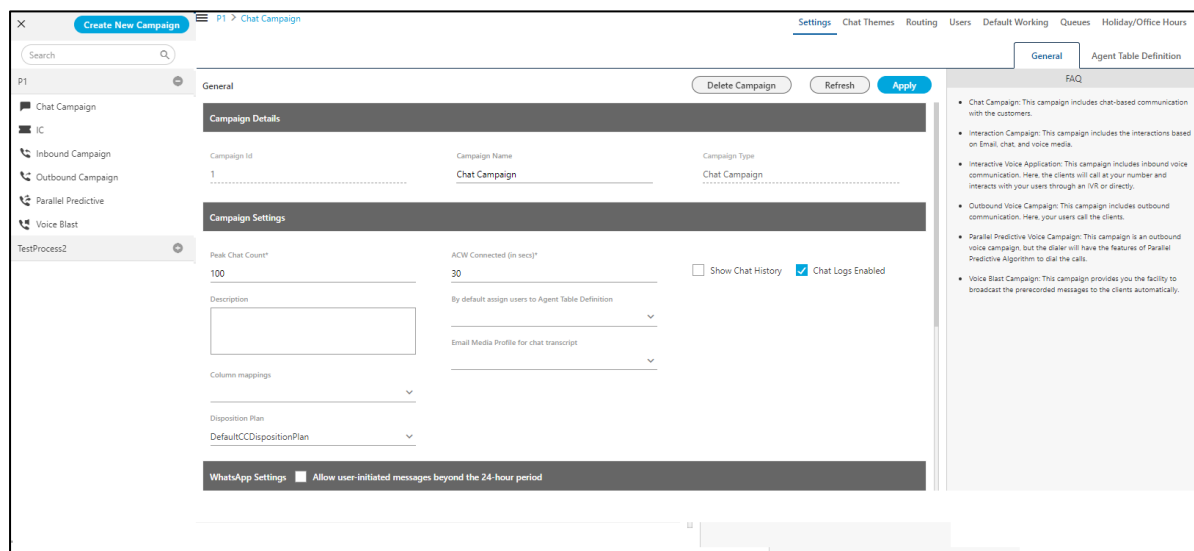 Create New Campaign
P1 > Chat Campaign
Settings Chat Themes Routing Users Default Working Queues Holiday/Office Hours
Search
General Agent Table Definition
P1
General
Delete Campaign Refresh Apply
FAQ
Chat Campaign
IC
Inbound Campaign
Outbound Campaign
Parallel Predictive
Voice Blast
TestProcess2
Campaign Details
Campaign Id Campaign Name Campaign Type
1 Chat Campaign Chat Campaign
Campaign Settings
Peak Chat Count* ACW Connected (in secs)*
100 30 Show Chat History Chat Logs Enabled
Description By default assign users to Agent Table Definition
Email Media Profile for chat transcript
Column mappings
Disposition Plan
DefaultCCDispositionPlan
WhatsApp Settings Allow user-initiated messages beyond the 24-hour period
• Chat Campaign: This campaign includes chat-based communication
with the customers.
• Interaction Campaign: This campaign includes the interactions based
on Email, chat, and voice media.
• Interactive Voice Application: This campaign includes inbound voice
communication. Here, the clients will call at your number and
interacts with your users through an IVR or directly.
• Outbound Voice Campaign: This campaign includes outbound
communication. Here, your users call the clients.
• Parallel Predictive Voice Campaign: This campaign is an outbound
voice campaign, but the dialer will have the features of Parallel
Predictive Algorithm to dial the calls.
• Voice Blast Campaign: This campaign provides you the facility to
broadcast the prerecorded messages to the clients automatically.